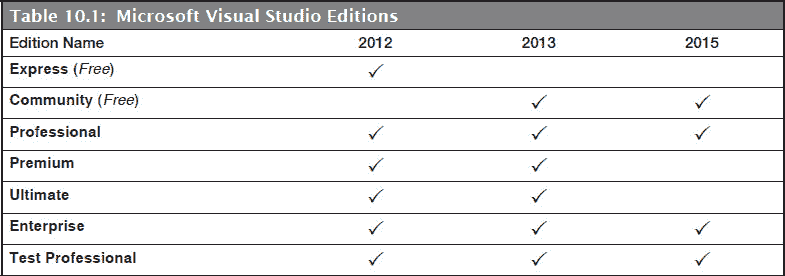 Table 10.1: Microsoft Visual Studio Editions
Edition Name 2012 2013 2015
Express (Free) ✓
Community (Free) ✓ ✓
Professional ✓ ✓ ✓
Premium ✓ ✓
Ultimate ✓ ✓
Enterprise ✓ ✓ ✓
Test Professional ✓ ✓ ✓